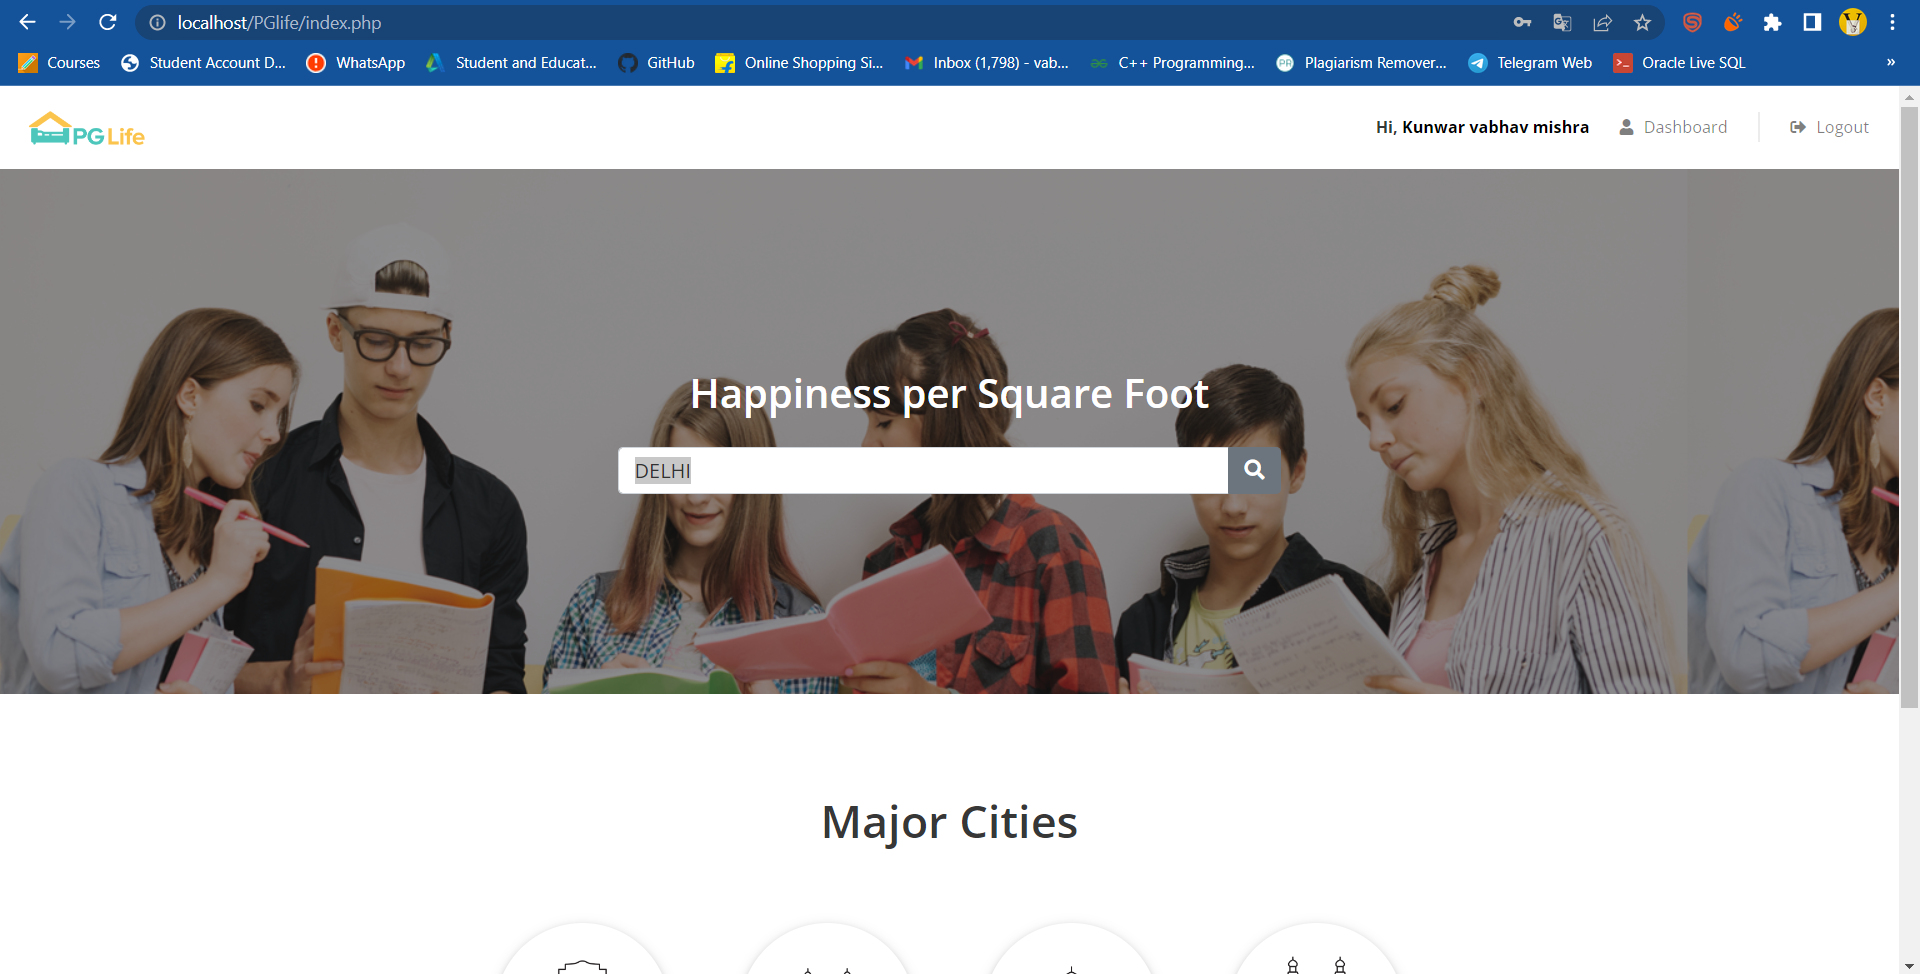 localhost/PGlife/index.php
Courses Student Account D... WhatsApp Student and Educat... GitHub Online Shopping Si... Inbox (1,798) - vab... C++ Programming... Plagiarism Remover... Telegram Web Oracle Live SQL »
PG Life Hi, Kunwar vabhav mishra Dashboard Logout
Happiness per Square Foot
DELHI
Major Cities